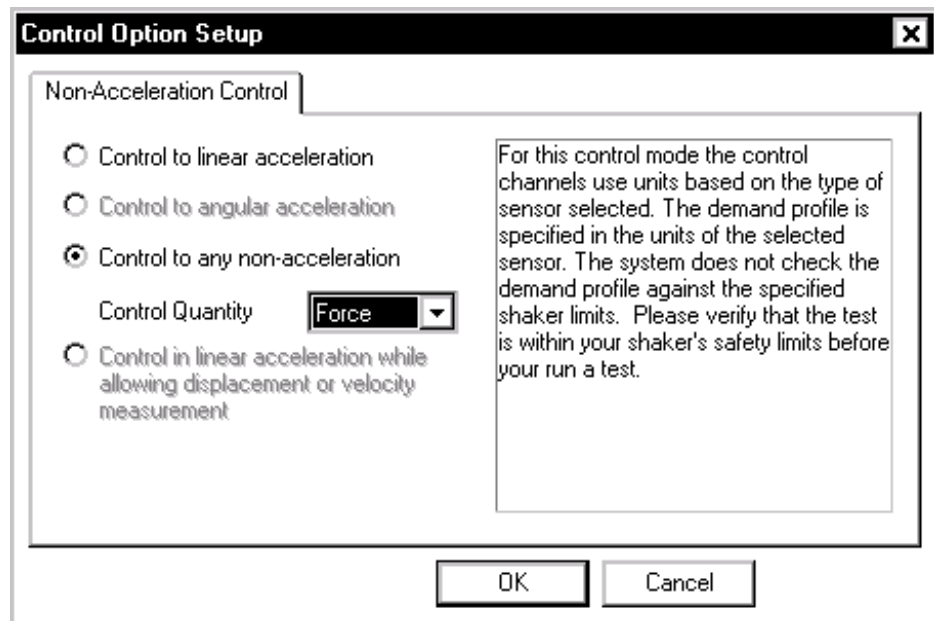 Control Option Setup
Non-Acceleration Control
Control to linear acceleration
Control to angular acceleration
Control to any non-acceleration
Control Quantity
Force
Control in linear acceleration while
allowing displacement or velocity
measurement
For this control mode the control
channels use units based on the type of
sensor selected. The demand profile is
specified in the units of the selected
sensor. The system does not check the
demand profile against the specified
shaker limits.  Please verify that the test
is within your shaker's safety limits before
your run a test.
OK
Cancel